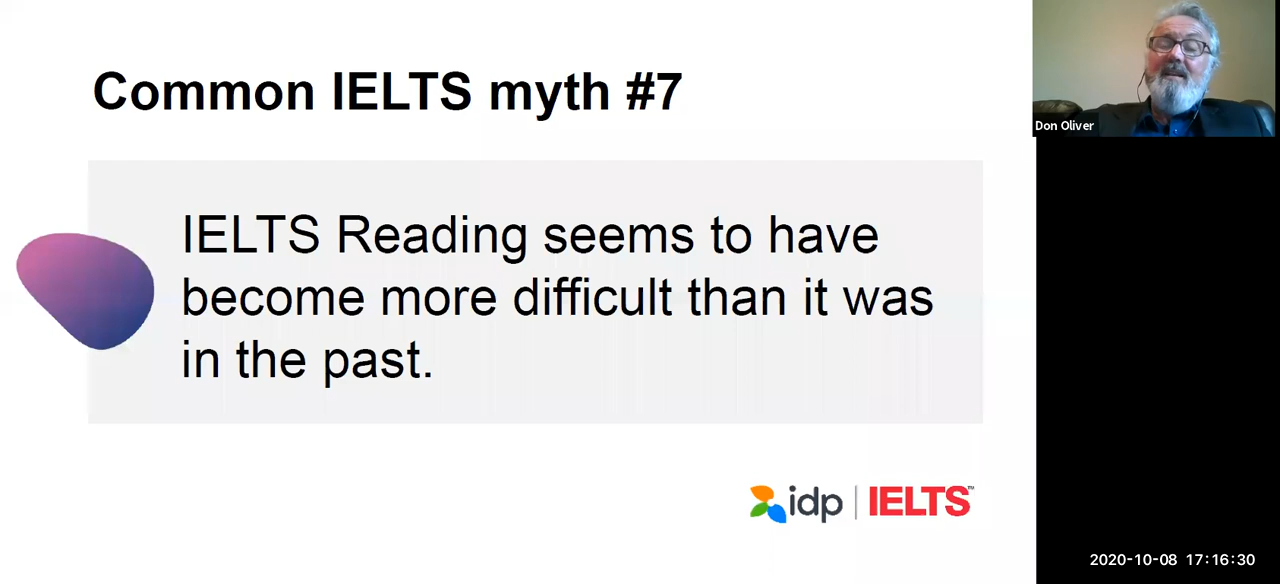 Common IELTS myth #7
IELTS Reading seems to have
become more difficult than it was
in the past.
idp | IELTS™
Don Oliver
2020-10-08 17:16:30